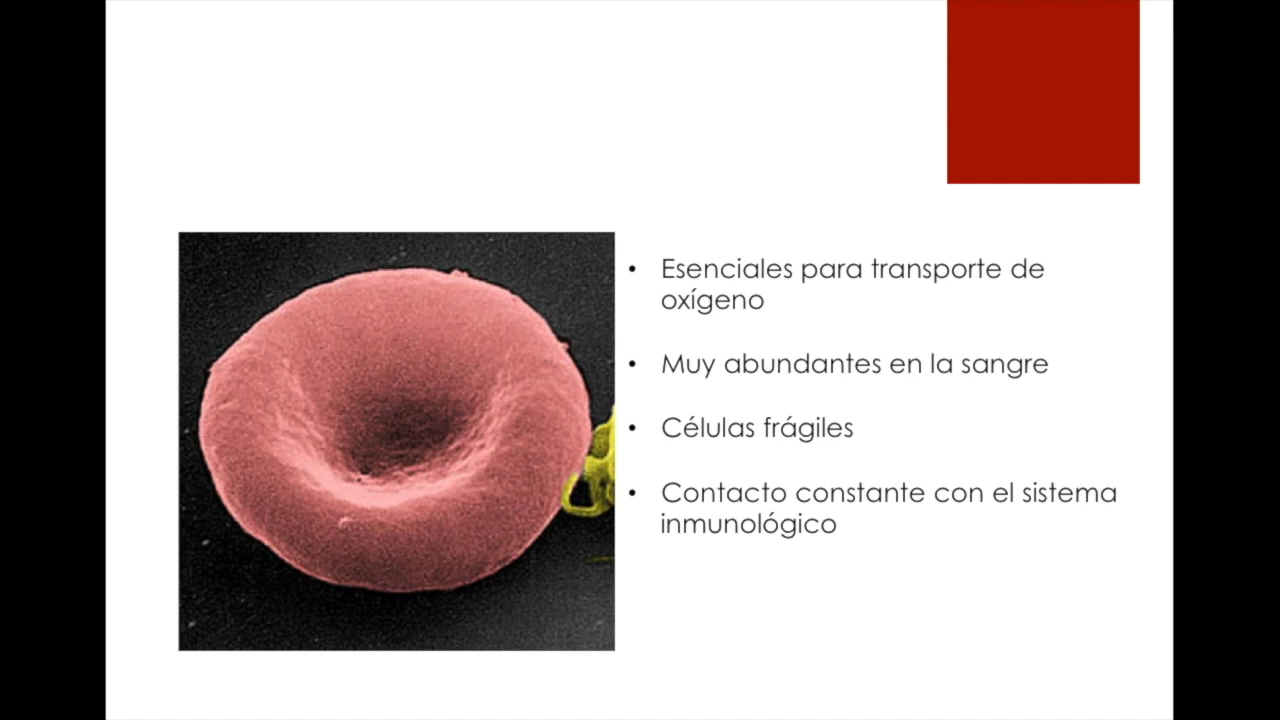 • Esenciales para transporte de
oxígeno
• Muy abundantes en la sangre
• Células frágiles
• Contacto constante con el sistema
inmunológico